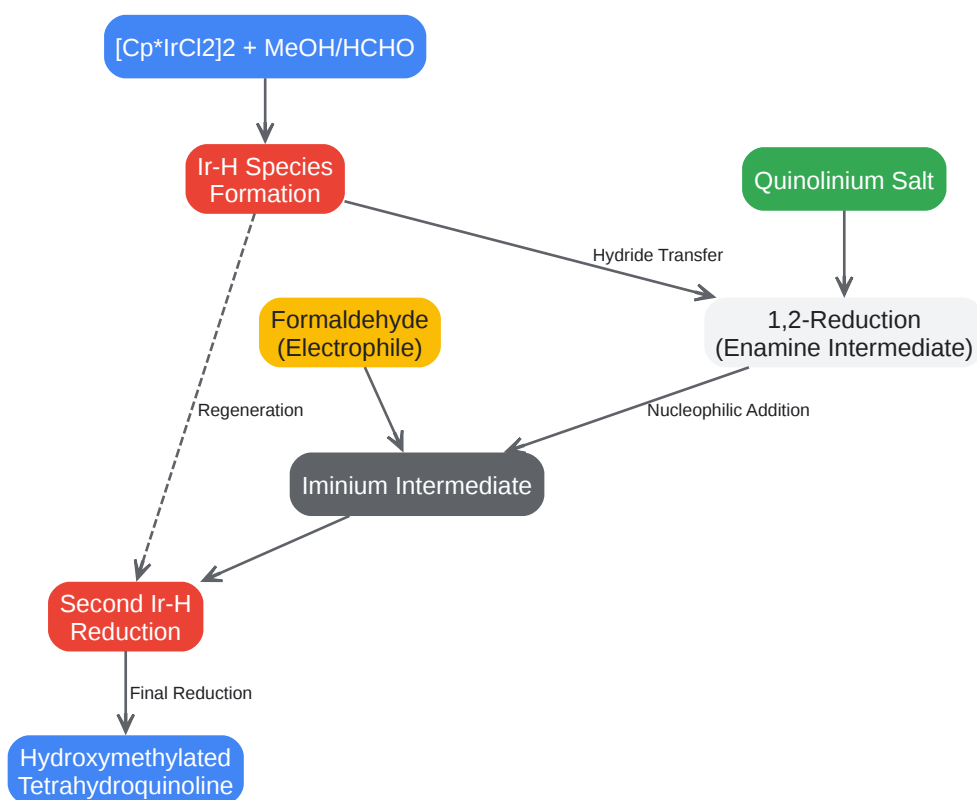 [Cp*IrCl2]2 + MeOH/HCHO
Ir-H Species
Formation
Quinolinium Salt
Hydride Transfer
Formaldehyde
(Electrophile)
1,2-Reduction
(Enamine Intermediate)
Regeneration
Nucleophilic Addition
Iminium Intermediate
Second Ir-H
Reduction
Final Reduction
Hydroxymethylated
Tetrahydroquinoline